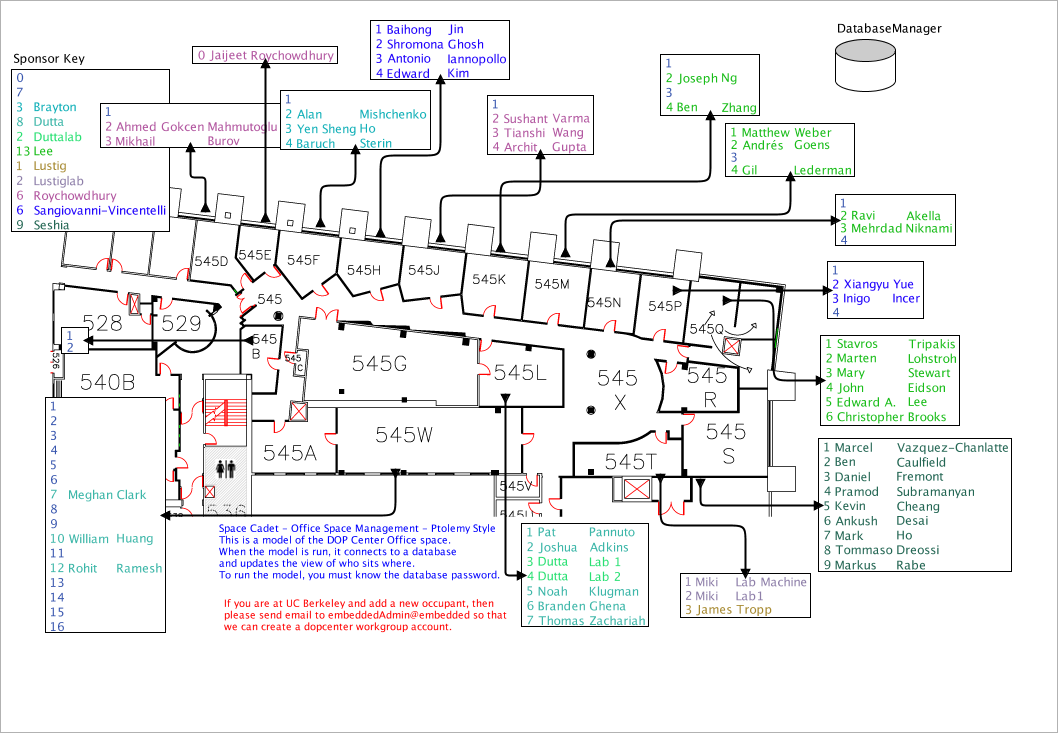 DatabaseManager
Sponsor Key
0
7
3 Brayton
8 Dutta
2 Duttalab
13 Lee
1 Lustig
2 Lustiglab
6 Roychowdhury
6 Sangiovanni-Vincentelli
9 Seshia
0 Jaijeet Roychowdhury
1 Baihong Jin
2 Shromona Ghosh
3 Antonio Iannopollo
4 Edward Kim
1
2 Ahmed Gokcen Mahmutoglu
3 Mikhail Burov
1
2 Alan Mishchenko
3 Yen Sheng Ho
4 Baruch Sterin
1
2 Sushant Varma
3 Tianshi Wang
4 Archit Gupta
1
2 Joseph Ng
3
4 Ben Zhang
1 Matthew Weber
2 Andrés Goens
3
4 Gil Lederman
1
2 Ravi Akella
3 Mehrdad Niknami
4
1
2 Xiangyu Yue
3 Inigo Incer
4
1 Stavros Tripakis
2 Marten Lohstroh
3 Mary Stewart
4 John Eidson
5 Edward A. Lee
6 Christopher Brooks
1 Marcel Vazquez-Chanlatte
2 Ben Caulfield
3 Daniel Fremont
4 Pramod Subramanyan
5 Kevin Cheang
6 Ankush Desai
7 Mark Ho
8 Tommaso Dreossi
9 Markus Rabe
545D
545E
545F
545H
545J
545K
545M
545N
545P
545Q
528
529
545
545
B
545
C
545G
545L
545
X
545
R
545
S
526
540B
545A
545W
545T
545V
1
2
1
2
3
4
5
6
7 Meghan Clark
8
9
10 William Huang
11
12 Rohit Ramesh
13
14
15
16
Space Cadet - Office Space Management - Ptolemy Style
This is a model of the DOP Center Office space.
When the model is run, it connects to a database
and updates the view of who sits where.
To run the model, you must know the database password.
If you are at UC Berkeley and add a new occupant, then
please send email to embeddedAdmin@embedded so that
we can create a dopcenter workgroup account.
1 Pat Pannuto
2 Joshua Adkins
3 Dutta Lab 1
4 Dutta Lab 2
5 Noah Klugman
6 Branden Ghena
7 Thomas Zachariah
1 Miki Lab Machine
2 Miki Lab1
3 James Tropp